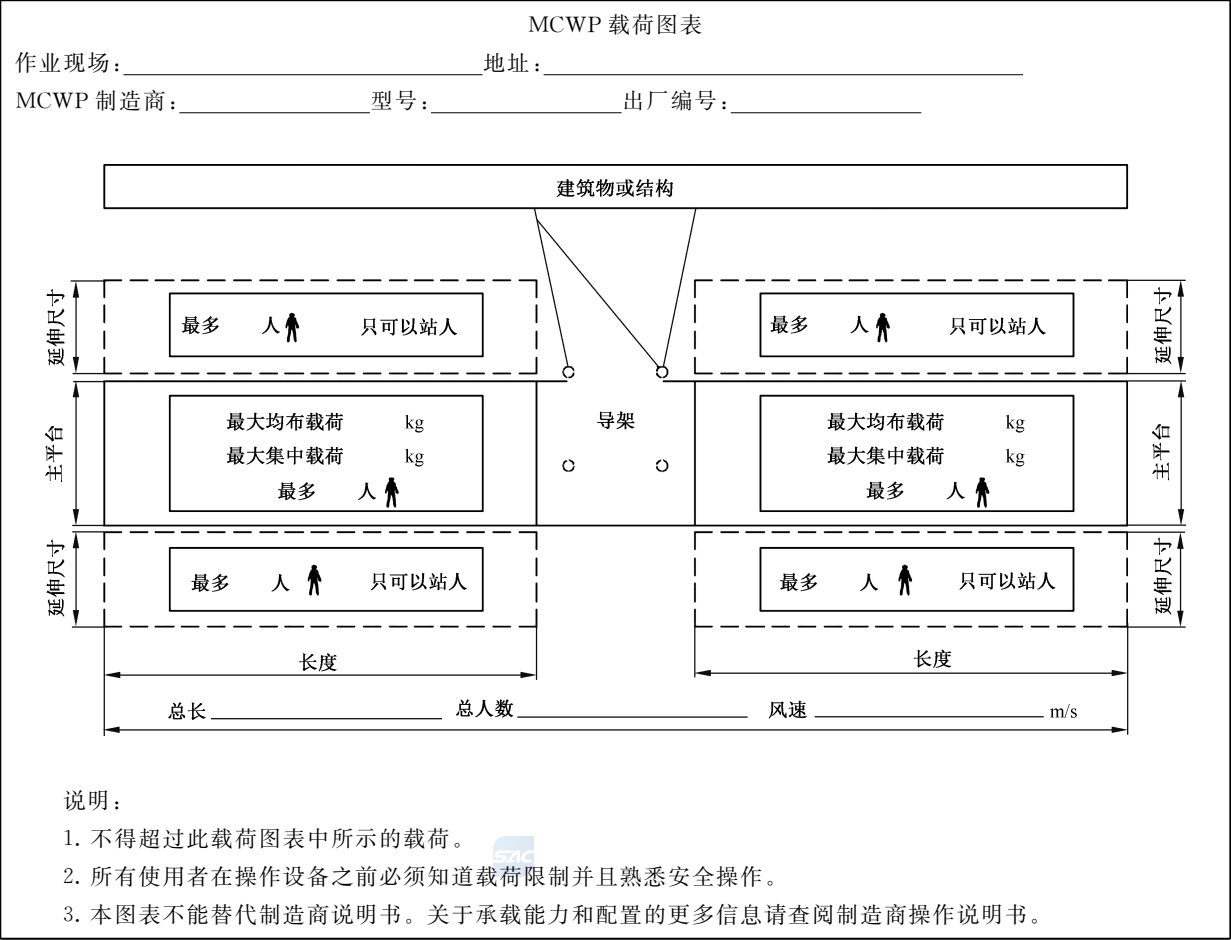 MCWP 载荷图表
作业现场: 地址:
MCWP 制造商: 型号: 出厂编号:
建筑物或结构
延伸尺寸
最多 人 只可以站人
最多 人 只可以站人
延伸尺寸
主平台
最大均布载荷 kg
最大集中载荷 kg
最多 人
导架
最大均布载荷 kg
最大集中载荷 kg
最多 人
主平台
延伸尺寸
最多 人 只可以站人
最多 人 只可以站人
延伸尺寸
长度 长度
总长 总人数 风速 m/s
说明:
1. 不得超过此载荷图表中所示的载荷。
2. 所有使用者在操作设备之前必须知道载荷限制并且熟悉安全操作。
3. 本图表不能替代制造商说明书。关于承载能力和配置的更多信息请查阅制造商操作说明书。
SAC